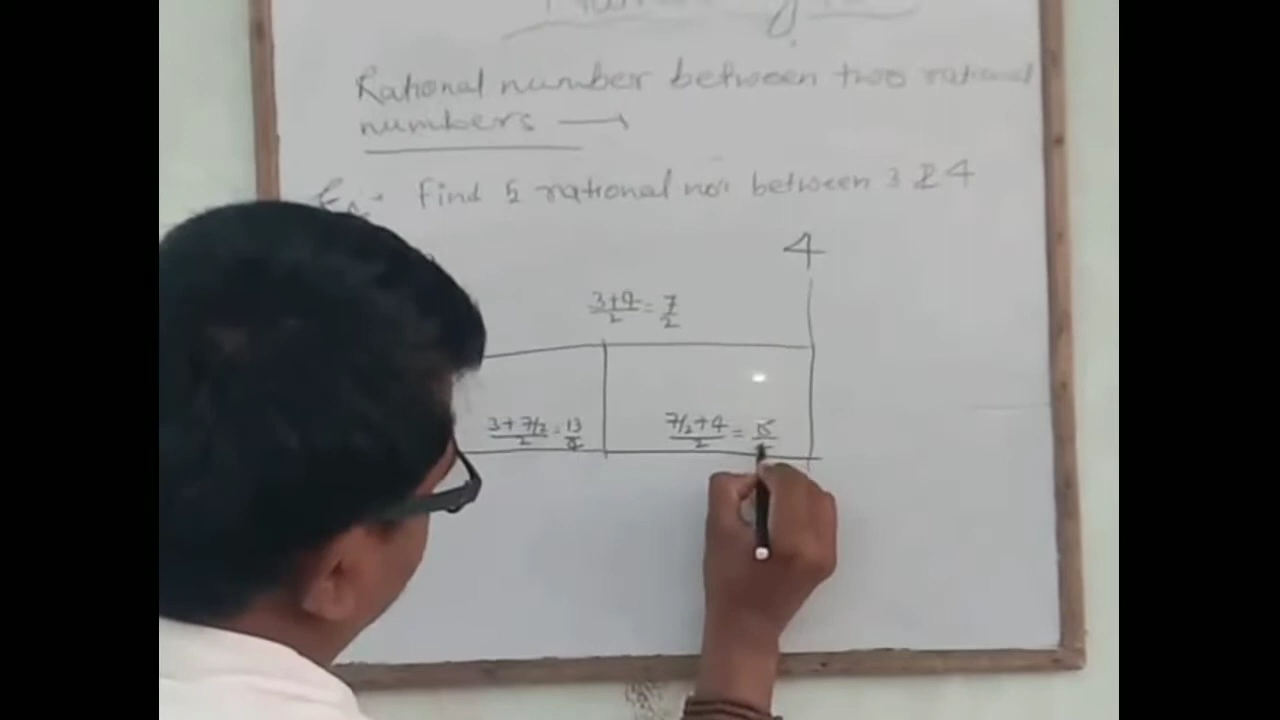 Rational number between two rational
numbers →
Ex. Find 5 rational no. between 3 & 4
4
3+4/2 = 7/2
3+7/2/2 = 13/4
7/2+4/2 = 15/